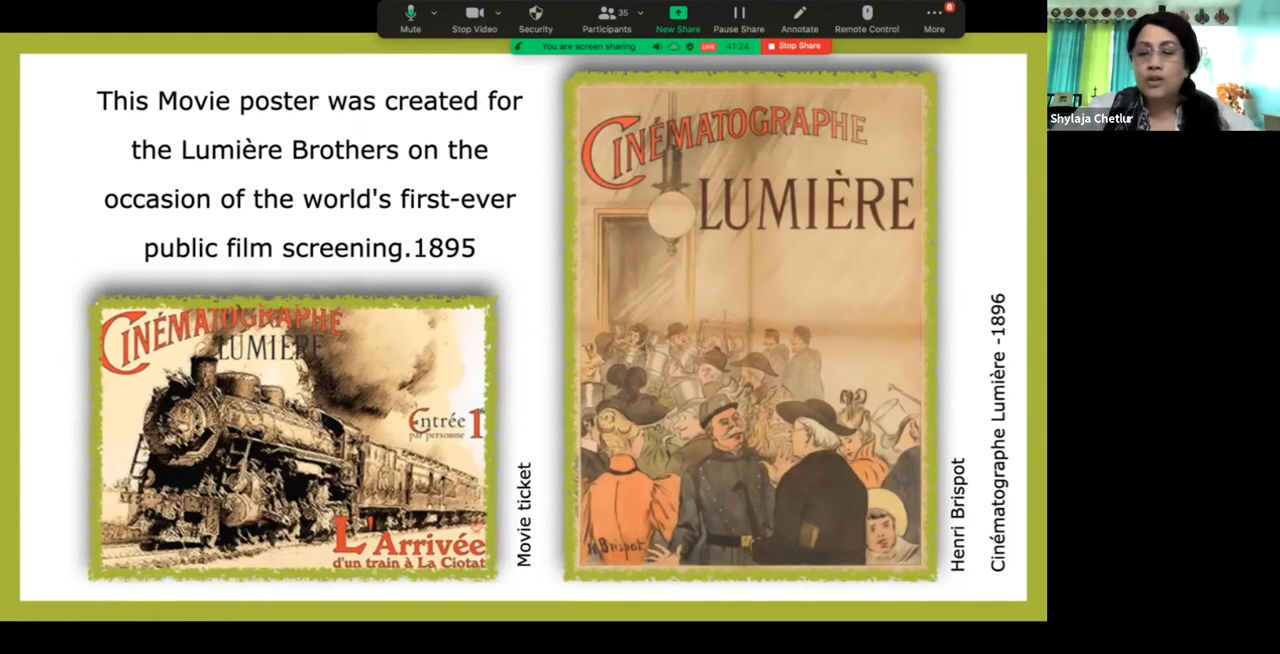 Mute
Stop Video
Security
35
Participants
New Share
Pause Share
Annotate
Remote Control
6
More
You are screen sharing
LIVE
41:24
Stop Share
Shylaja Chetlur
This Movie poster was created for
the Lumière Brothers on the
occasion of the world's first-ever
public film screening.1895
CINÉMATOGRAPHE
LUMIÈRE
Entrée 1
par personne
L'Arrivée
d'un train à La Ciotat
Movie ticket
CINÉMATOGRAPHE
LUMIÈRE
H.Brispot
Henri Brispot
Cinématographe Lumière -1896